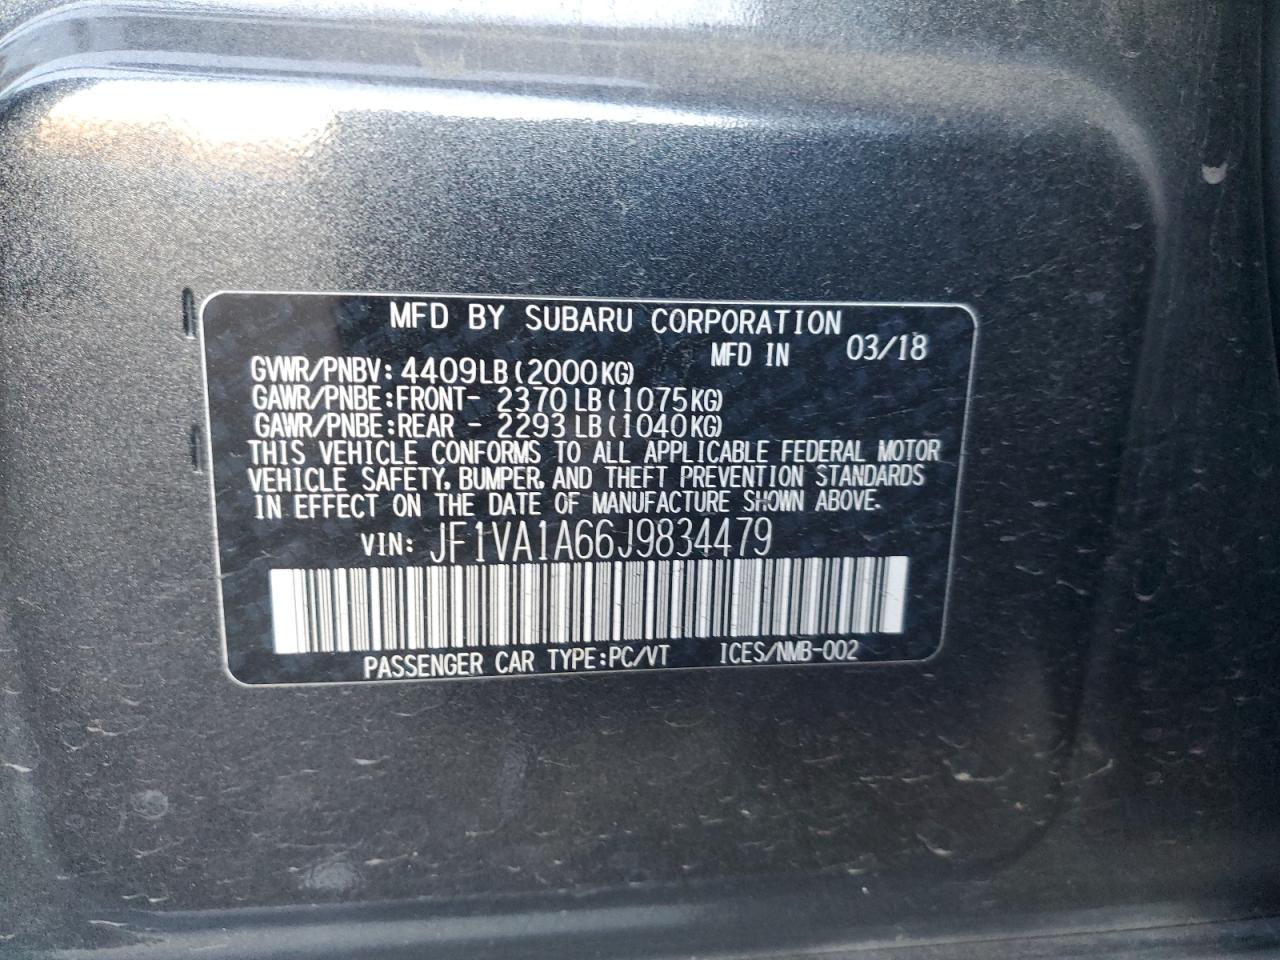 MFD BY SUBARU CORPORATION
MFD IN 03/18
GVWR/PNBV: 4409LB(2000KG)
GAWR/PNBE:FRONT- 2370LB(1075KG)
GAWR/PNBE:REAR - 2293LB(1040KG)
THIS VEHICLE CONFORMS TO ALL APPLICABLE FEDERAL MOTOR
VEHICLE SAFETY, BUMPER, AND THEFT PREVENTION STANDARDS
IN EFFECT ON THE DATE OF MANUFACTURE SHOWN ABOVE.
VIN: JF1VA1A66J9834479
PASSENGER CAR TYPE:PC/VT ICES/NMB-002